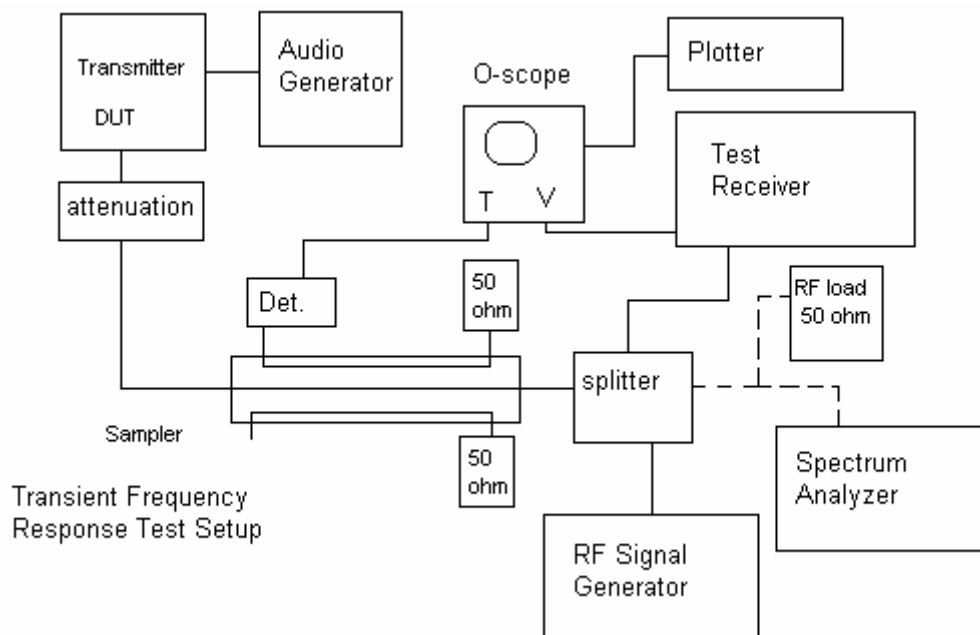 Transmitter
DUT
Audio
Generator
O-scope
Plotter
T V
Test
Receiver
attenuation
Det.
50
ohm
RF load
50 ohm
splitter
Sampler
50
ohm
Spectrum
Analyzer
Transient Frequency
Response Test Setup
RF Signal
Generator